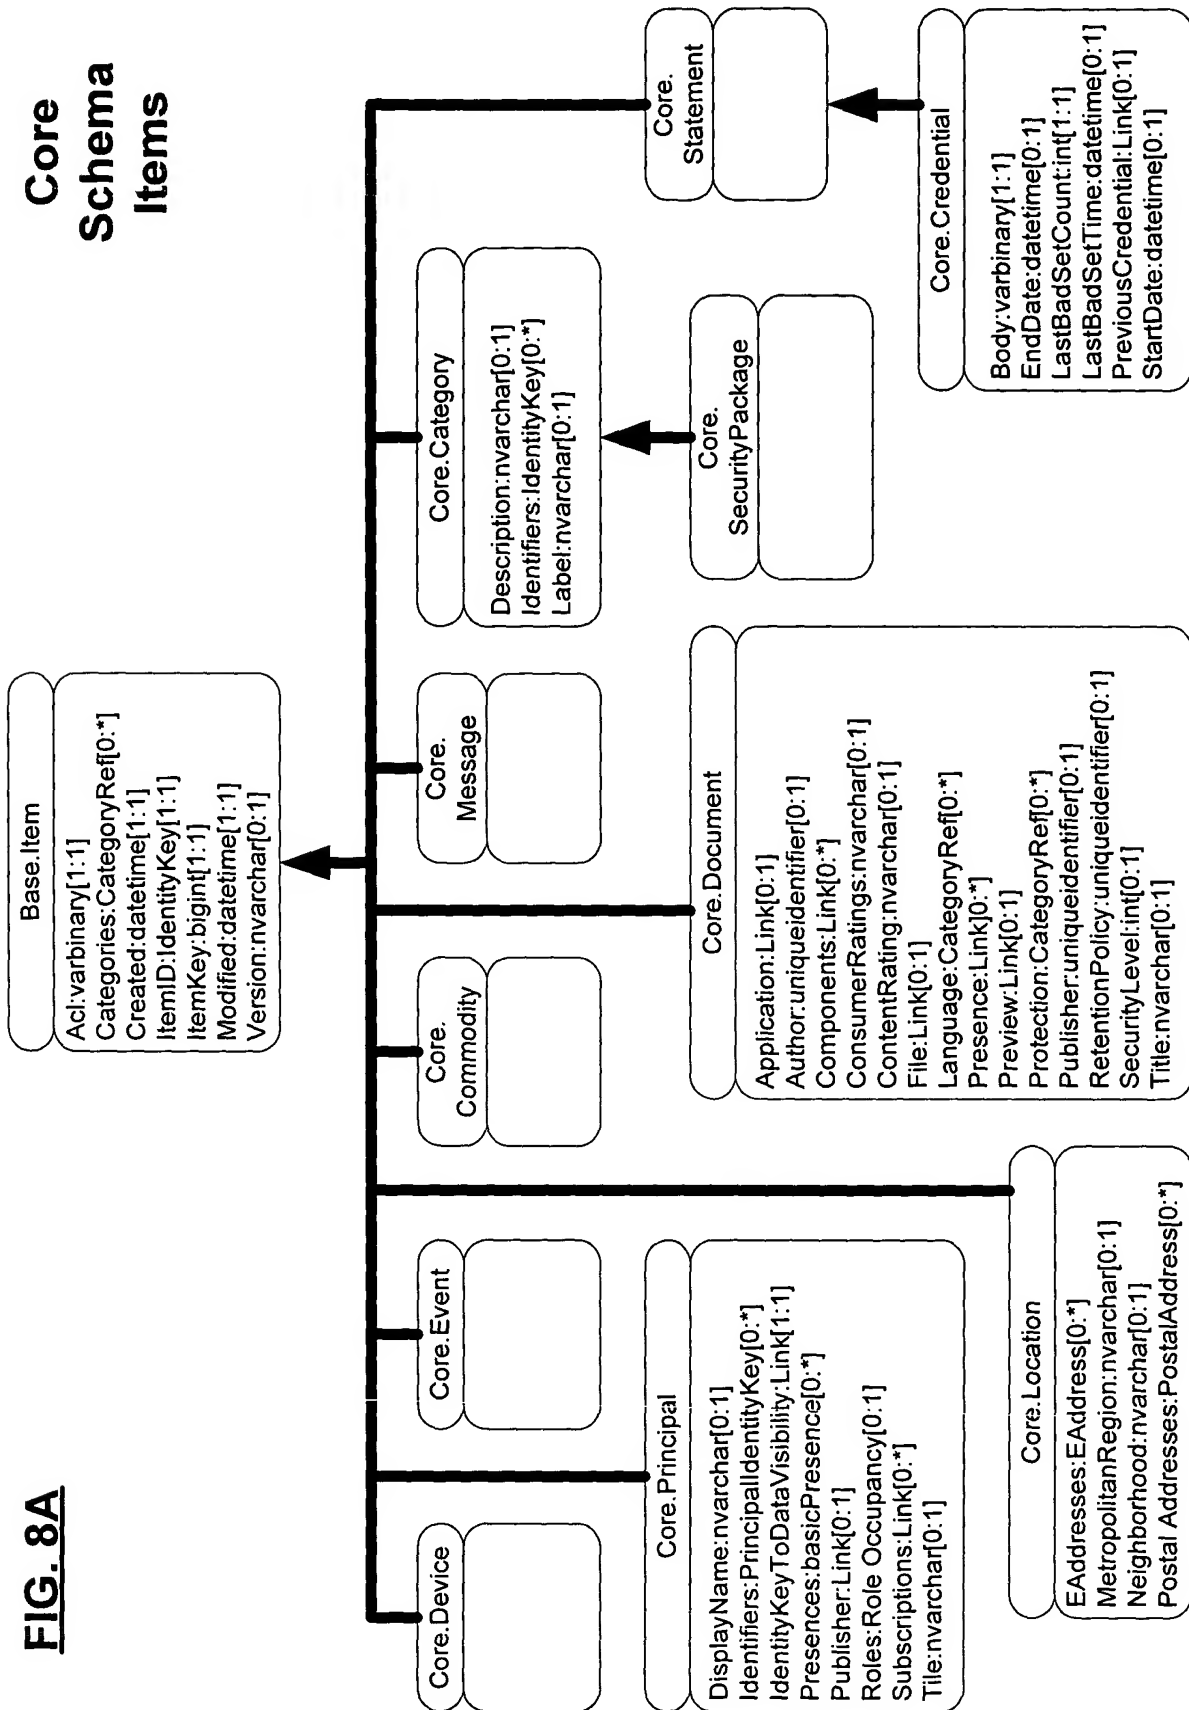 FIG. 8A
Core
Schema
Items
Base.Item
Acl:varbinary[1:1]
Categories:CategoryRef[0:*]
Created:datetime[1:1]
ItemID:IdentityKey[1:1]
ItemKey:bigint[1:1]
Modified:datetime[1:1]
Version:nvarchar[0:1]
Core.Device
Core.Event
Core.
Commodity
Core.
Message
Core.Category
Description:nvarchar[0:1]
Identifiers:IdentityKey[0:*]
Label:nvarchar[0:1]
Core.
Statement
Core.Principal
DisplayName:nvarchar[0:1]
Identifiers:PrincipalIdentityKey[0:*]
IdentityKeyToDataVisibility:Link[1:1]
Presences:basicPresence[0:*]
Publisher:Link[0:1]
Roles:Role Occupancy[0:1]
Subscriptions:Link[0:*]
Tile:nvarchar[0:1]
Core.Document
Application:Link[0:1]
Author:uniqueidentifier[0:1]
Components:Link[0:*]
ConsumerRatings:nvarchar[0:1]
ContentRating:nvarchar[0:1]
File:Link[0:1]
Language:CategoryRef[0:*]
Presence:Link]0:*]
Preview:Link[0:1]
Protection:CategoryRef[0:*]
Publisher:uniqueidentifier[0:1]
RetentionPolicy:uniqueidentifier[0:1]
SecurityLevel:int[0:1]
Title:nvarchar[0:1]
Core.
SecurityPackage
Core.Credential
Body:varbinary[1:1]
EndDate:datetime[0:1]
LastBadSetCount:int[1:1]
LastBadSetTime:datetime[0:1]
PreviousCredential:Link[0:1]
StartDate:datetime[0:1]
Core.Location
EAddresses:EAddress[0:*]
MetropolitanRegion:nvarchar[0:1]
Neighborhood:nvarchar[0:1]
Postal Addresses:PostalAddress[0:*]